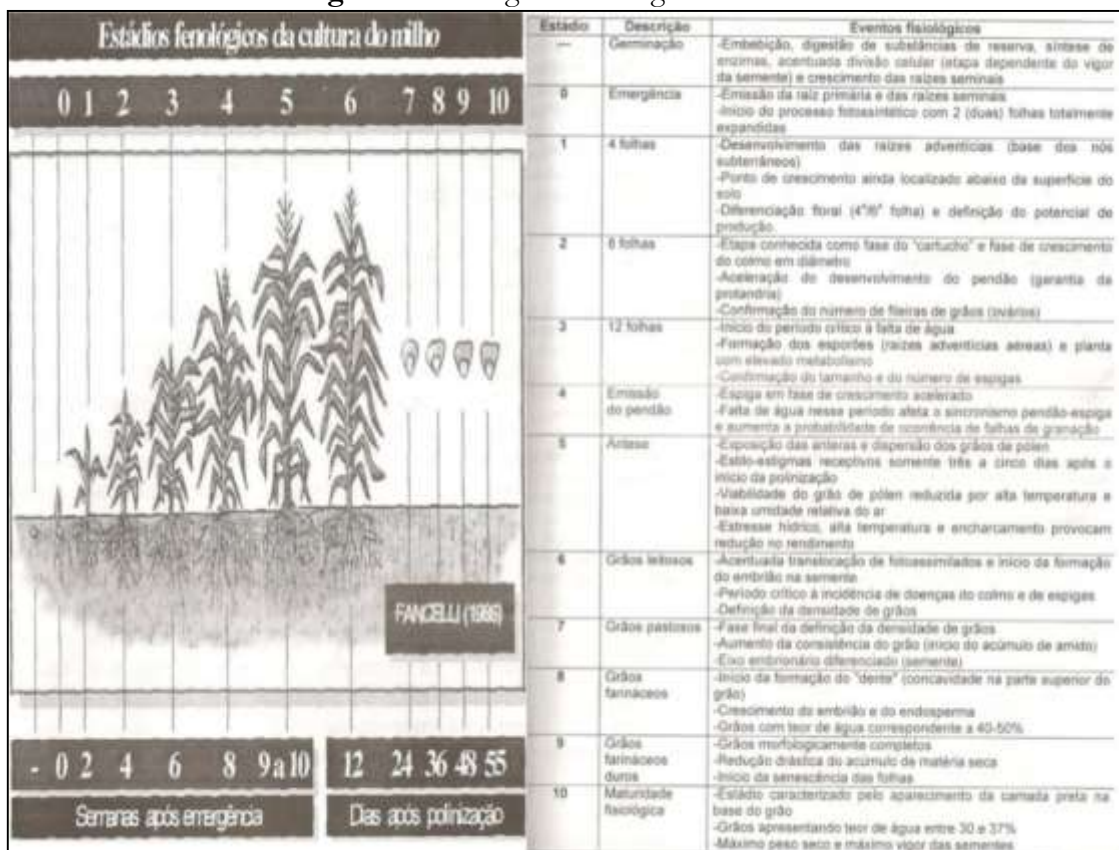 Estádios fenológicos da cultura do milho
0 1 2 3 4 5 6 7 8 9 10
FANCELLI (1986)
- 0 2 4 6 8 9 a 10 12 24 36 48 55
Semanas após emergência
Dias após polinização
Estádio Descrição Eventos fisiológicos
— Germinação -Embebição, digestão de substâncias de reserva, síntese de
enzimas, acentuada divisão celular (etapa dependente do vigor
da semente) e crescimento das raízes seminais
0 Emergência -Emissão da raiz primária e das raízes seminais
-Início do processo fotossintético com 2 (duas) folhas totalmente
expandidas
1 4 folhas -Desenvolvimento das raízes adventícias (base dos nós
subterrâneos)
-Ponto de crescimento ainda localizado abaixo da superfície do
solo
-Diferenciação floral (4ª/6ª folha) e definição do potencial de
produção.
2 8 folhas -Etapa conhecida como fase do "cartucho" e fase de crescimento
do colmo em diâmetro
-Aceleração do desenvolvimento do pendão (garantia da
protandria)
-Confirmação do número de fileiras de grãos (ovários)
3 12 folhas -Início do período crítico à falta de água
-Formação dos esporões (raízes adventícias aéreas) e planta
com elevado metabolismo
-Confirmação do tamanho e do número de espigas
4 Emissão -Espiga em fase de crescimento acelerado
do pendão -Falta de água nesse período afeta o sincronismo pendão-espiga
e aumenta a probabilidade de ocorrência de falhas de granação
5 Antese -Exposição das anteras e dispersão dos grãos de pólen
-Estilo-estigmas receptivos somente três a cinco dias após o
início da polinização
-Viabilidade do grão de pólen reduzida por alta temperatura e
baixa umidade relativa do ar
-Estresse hídrico, alta temperatura e encharcamento provocam
redução no rendimento
6 Grãos leitosos -Acentuada translocação de fotoassimilados e início da formação
do embrião na semente
-Período crítico à incidência de doenças do colmo e de espigas
-Definição da densidade de grãos
7 Grãos pastosos -Fase final da definição da densidade de grãos
-Aumento da consistência do grão (início do acúmulo de amido)
-Eixo embrionário diferenciado (semente)
8 Grãos -Início da formação do "dente" (concavidade na parte superior do
farináceos grão)
-Crescimento do embrião e do endosperma
-Grãos com teor de água correspondente a 40-50%
9 Grãos -Grãos morfologicamente completos
farináceos -Redução drástica do acúmulo de matéria seca
duros -Início da senescência das folhas
10 Maturidade -Estádio caracterizado pelo aparecimento da camada preta na
fisiológica base do grão
-Grãos apresentando teor de água entre 30 e 37%
-Máximo peso seco e máximo vigor das sementes